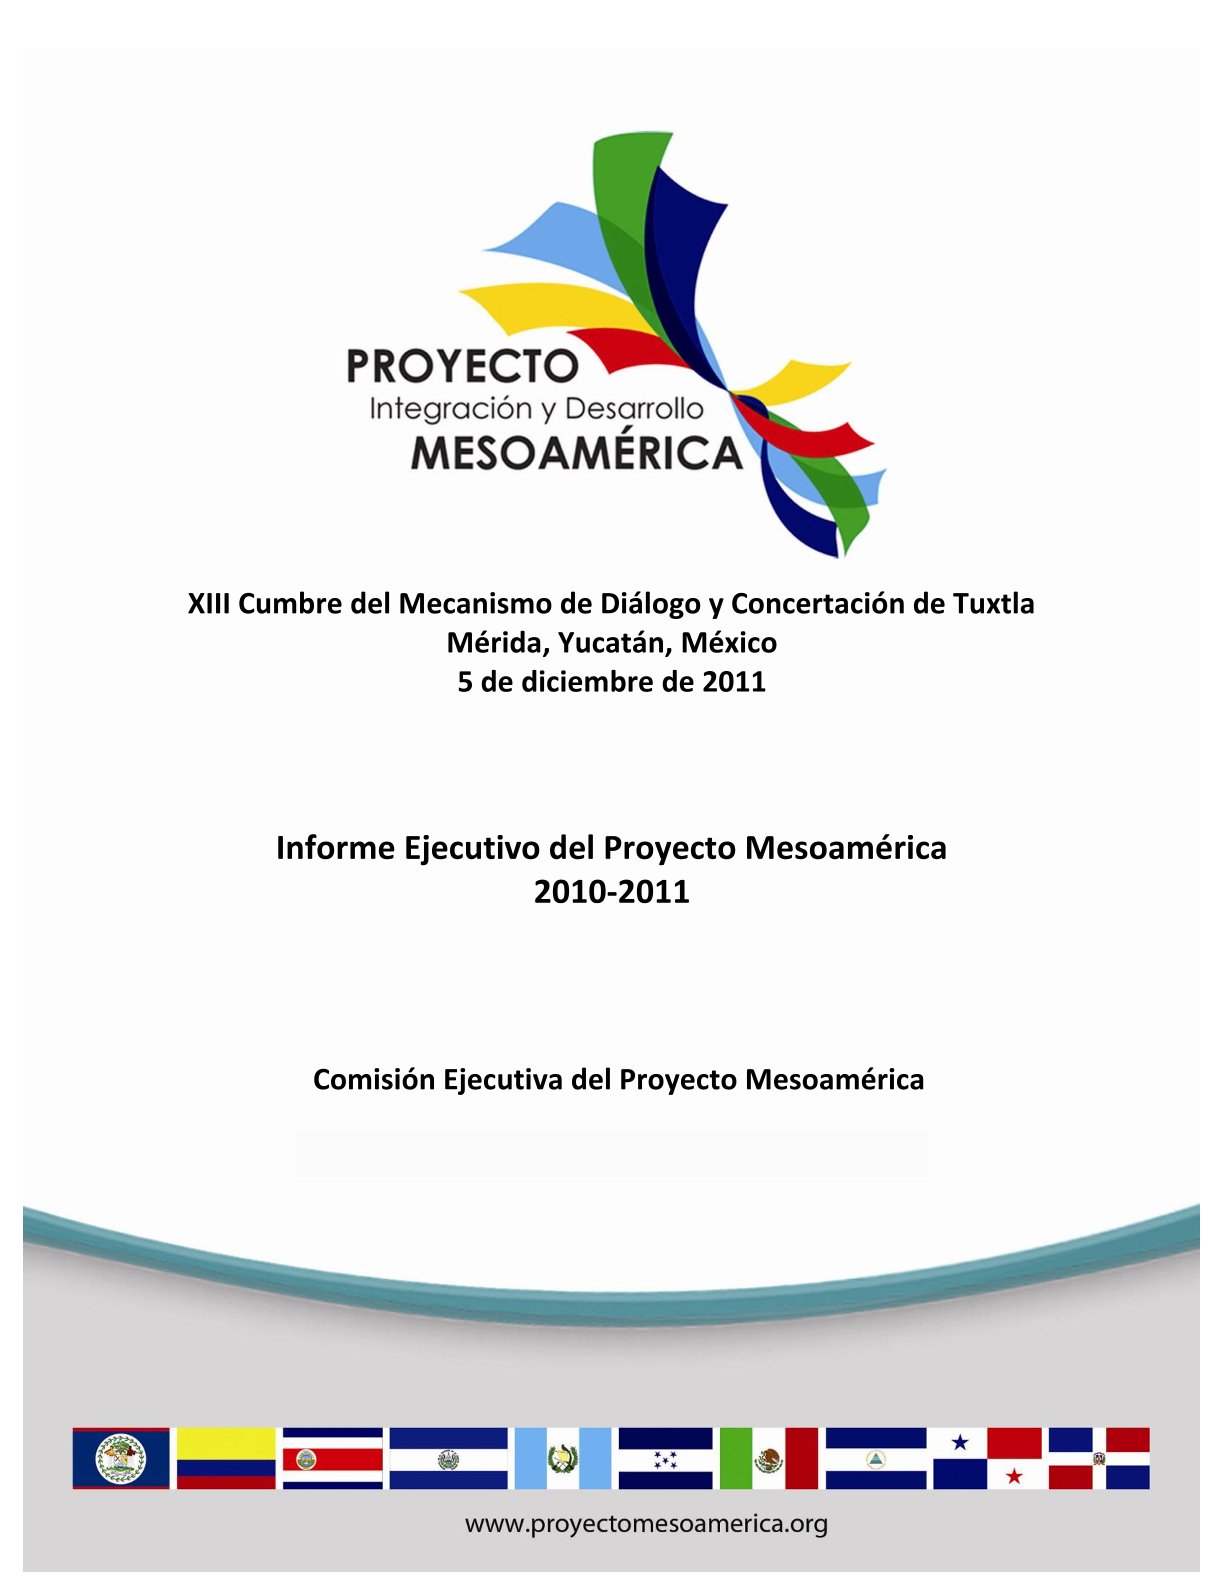 PROYECTO
Integración y Desarrollo
MESOAMÉRICA
XIII Cumbre del Mecanismo de Diálogo y Concertación de Tuxtla
Mérida, Yucatán, México
5 de diciembre de 2011
Informe Ejecutivo del Proyecto Mesoamérica
2010-2011
Comisión Ejecutiva del Proyecto Mesoamérica
www.proyectomesoamerica.org